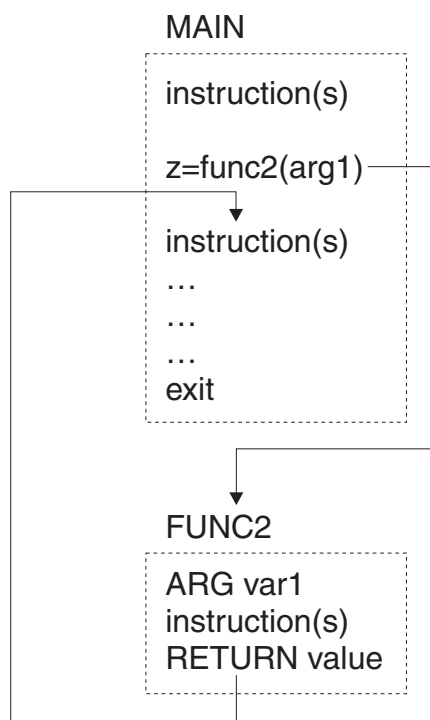 MAIN
instruction(s)
z=func2(arg1)
instruction(s)
...
...
...
exit
FUNC2
ARG var1
instruction(s)
RETURN value